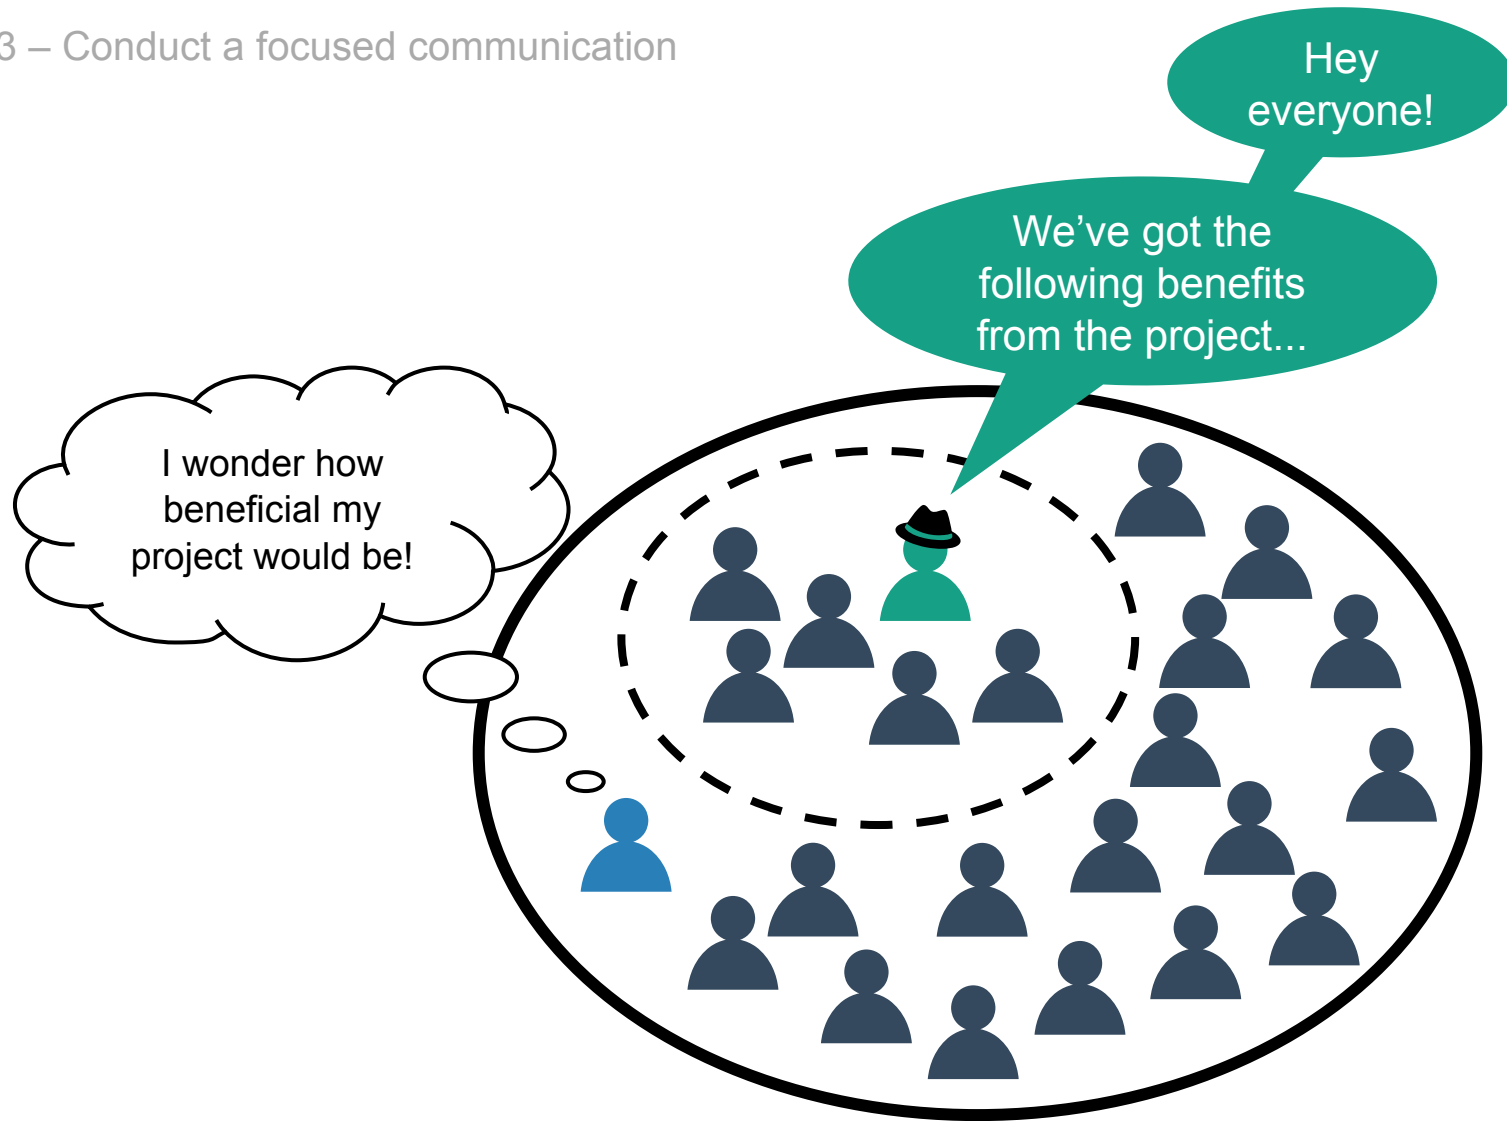 3 – Conduct a focused communication
Hey
everyone!
We’ve got the
following benefits
from the project...
I wonder how
beneficial my
project would be!